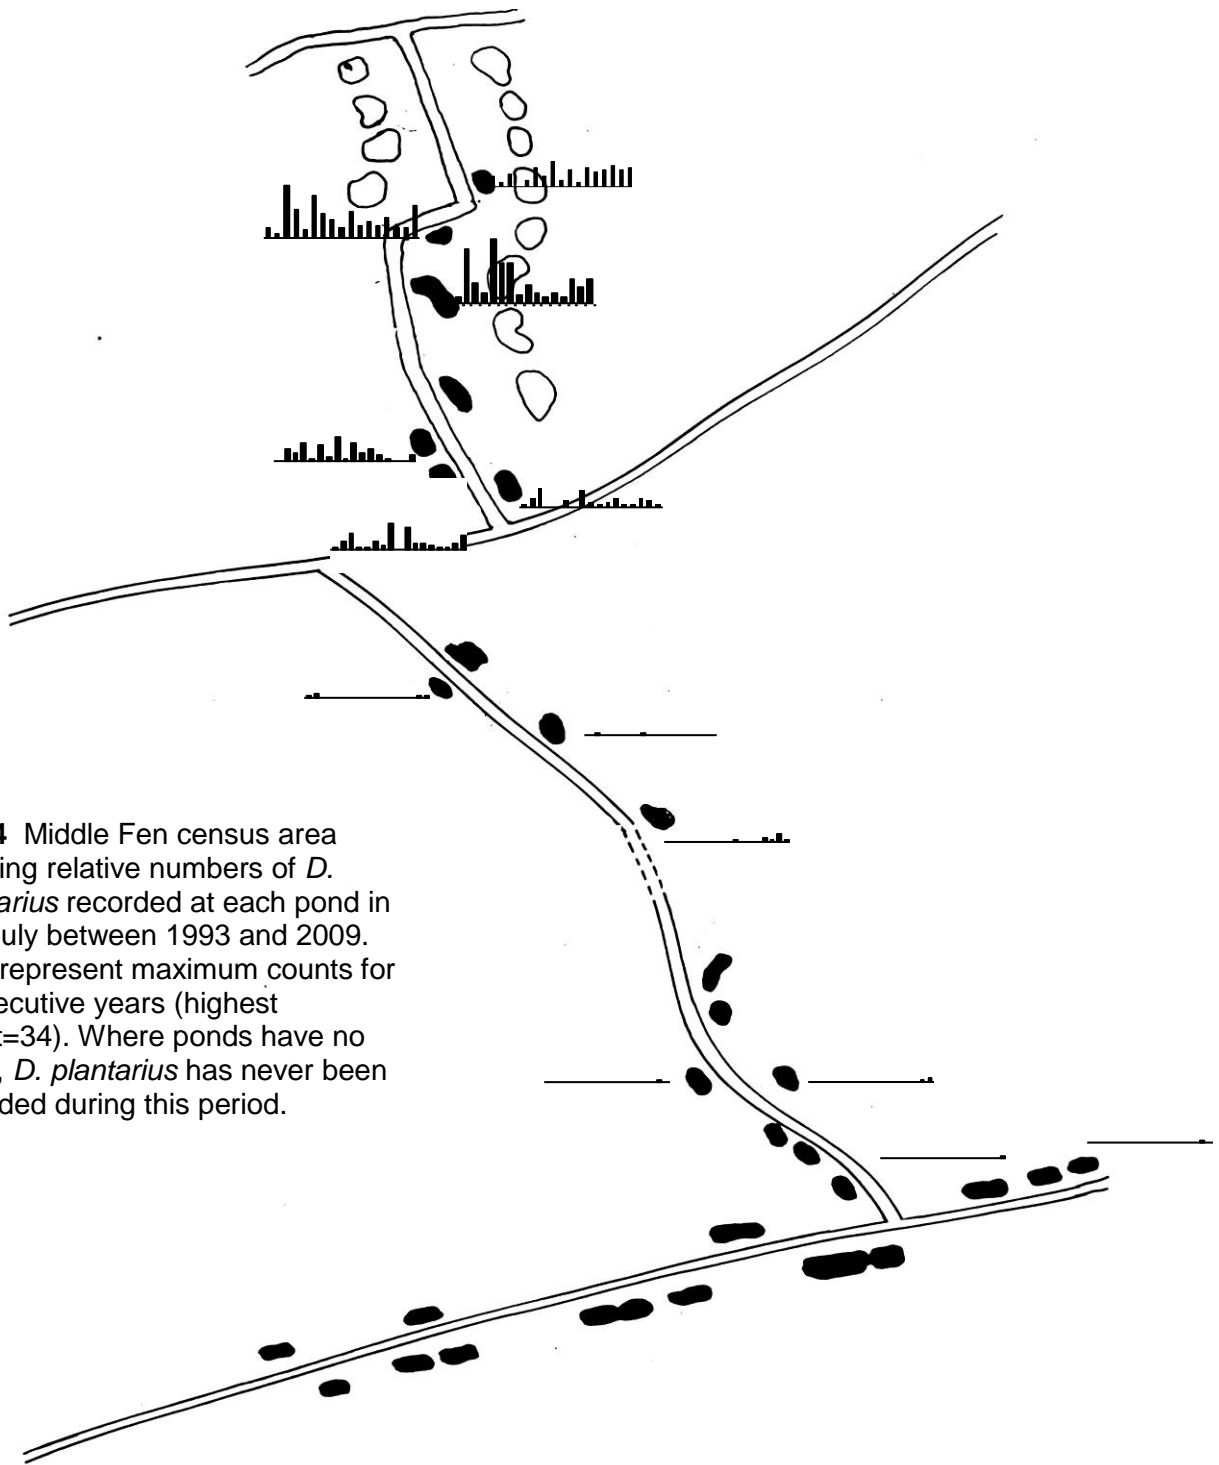 4 Middle Fen census area
ing relative numbers of D.
arius recorded at each pond in
uly between 1993 and 2009.
represent maximum counts for
ecutive years (highest
t=34). Where ponds have no
, D. plantarius has never been
ded during this period.